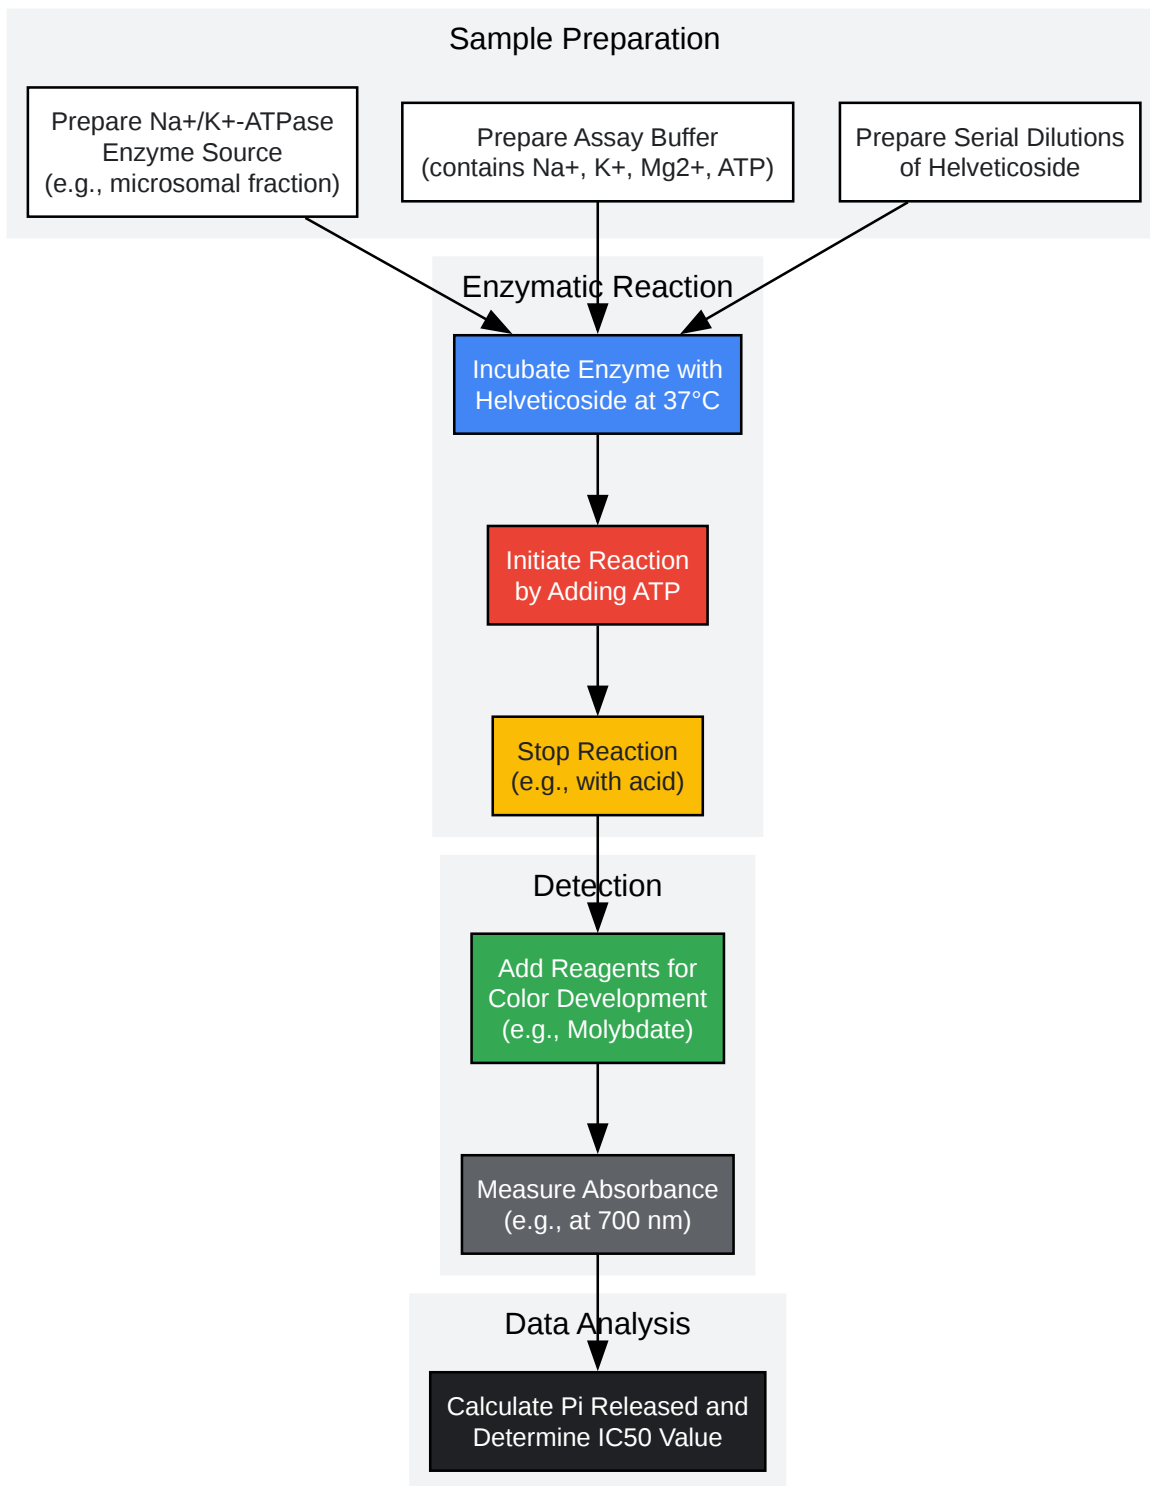 Sample Preparation
Prepare Na+/K+-ATPase
Enzyme Source
(e.g., microsomal fraction)
Prepare Assay Buffer
(contains Na+, K+, Mg2+, ATP)
Prepare Serial Dilutions
of Helveticoside
Enzymatic Reaction
Incubate Enzyme with
Helveticoside at 37°C
Initiate Reaction
by Adding ATP
Stop Reaction
(e.g., with acid)
Detection
Add Reagents for
Color Development
(e.g., Molybdate)
Measure Absorbance
(e.g., at 700 nm)
Data Analysis
Calculate Pi Released and
Determine IC50 Value